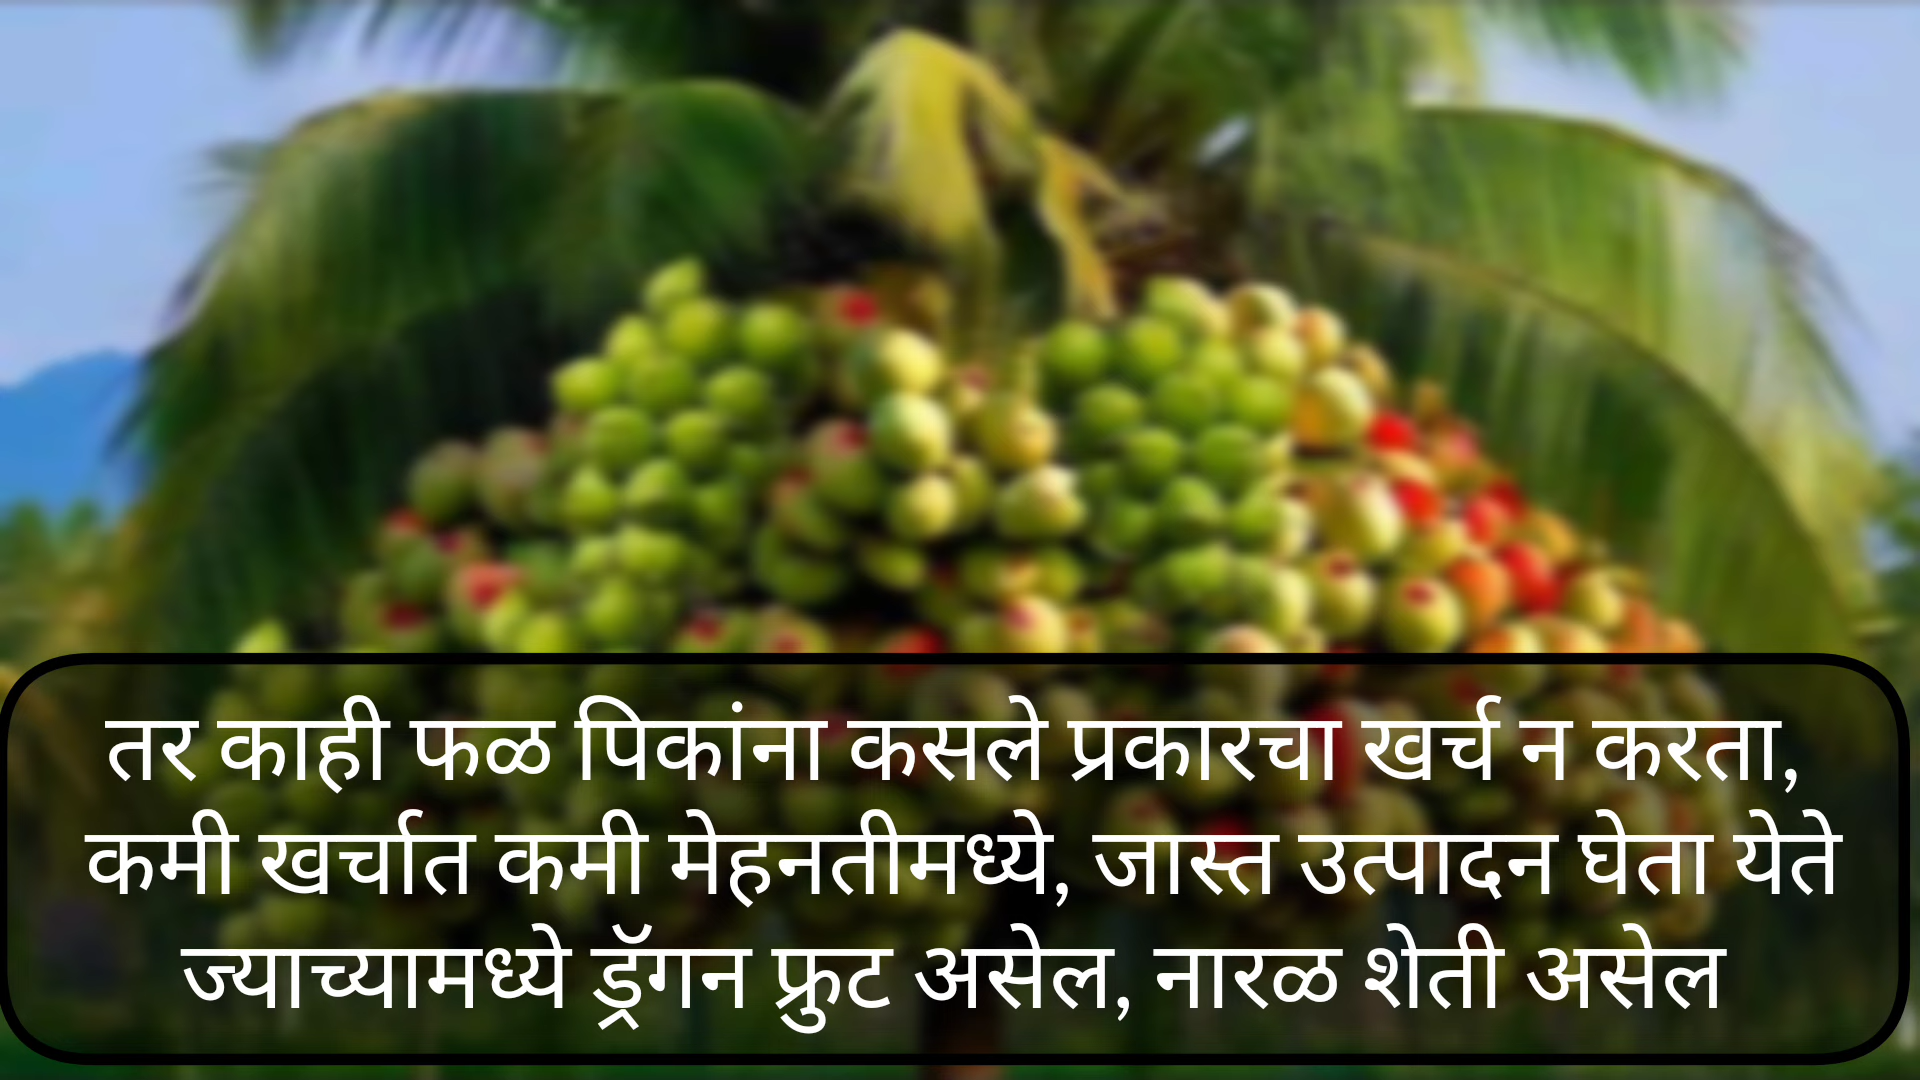 तर काही फळ पिकांना कसले प्रकारचा खर्च न करता,
कमी खर्चात कमी मेहनतीमध्ये, जास्त उत्पादन घेता येते
ज्याच्यामध्ये ड्रॅगन फ्रुट असेल, नारळ शेती असेल